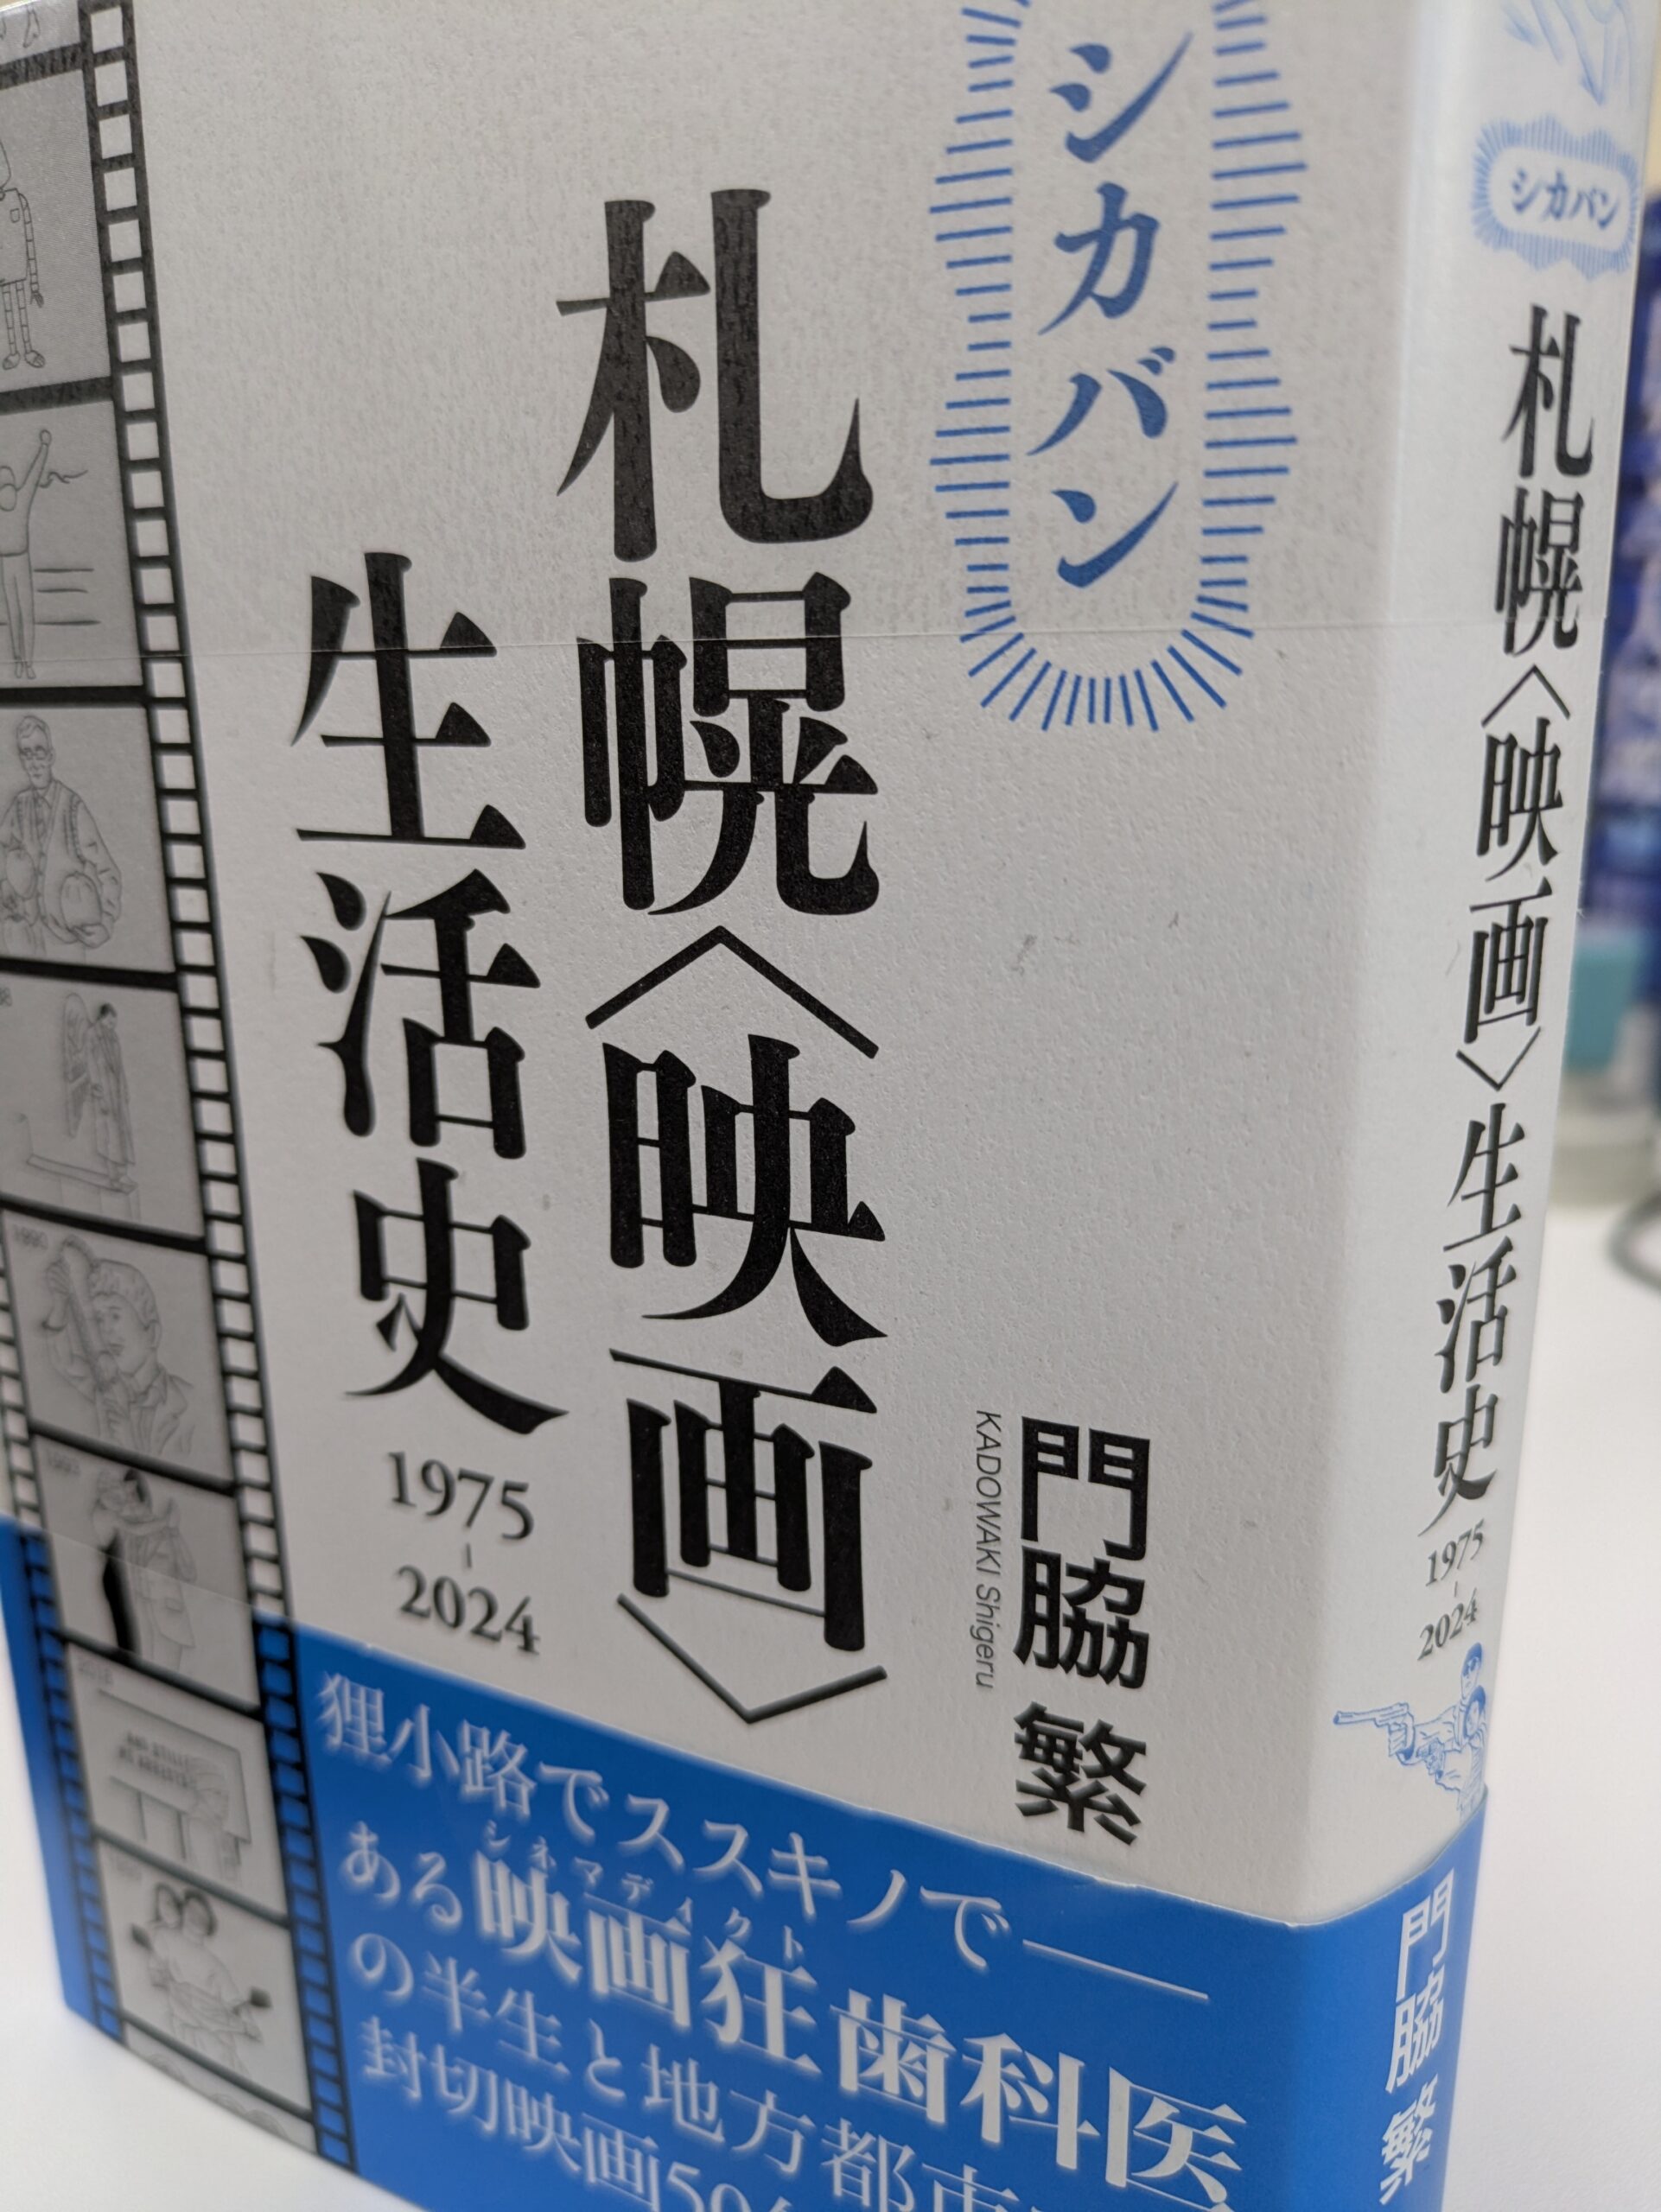 シカバン
札幌〈映画〉
生活史
1975
-
2024
門脇 繁
KADOWAKI Shigeru
狸小路でススキノで――
シネマディクト
ある映画狂歯科医
の半生と地方都市
封切映画50
シカバン
札幌〈映画〉生活史
1975
-
2024
門脇 繁